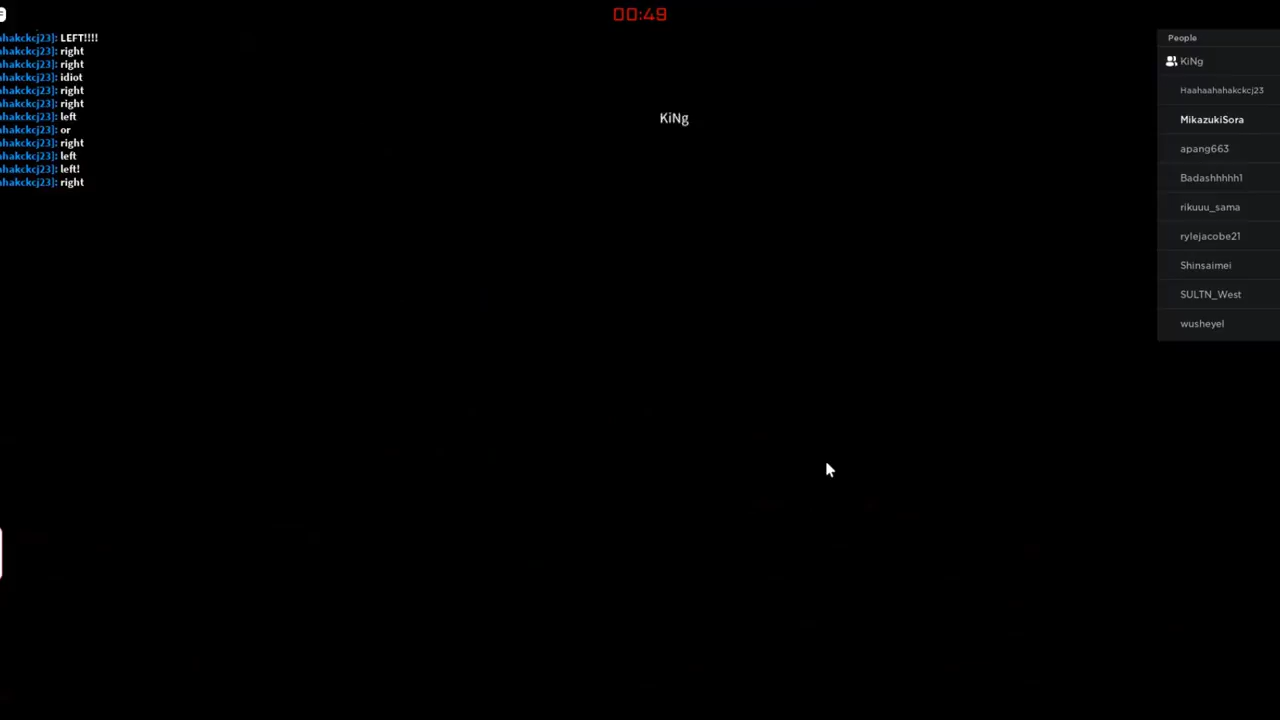 00:49
hakckcj23]: LEFT!!!!
hakckcj23]: right
hakckcj23]: right
hakckcj23]: idiot
hakckcj23]: right
hakckcj23]: right
hakckcj23]: left
hakckcj23]: or
hakckcj23]: right
hakckcj23]: left
hakckcj23]: left!
hakckcj23]: right
KiNg
People
KiNg
Haahaahahakckcj23
MikazukiSora
apang663
Badashhhhh1
rikuuu_sama
rylejacobe21
Shinsaimei
SULTN_West
wusheyel